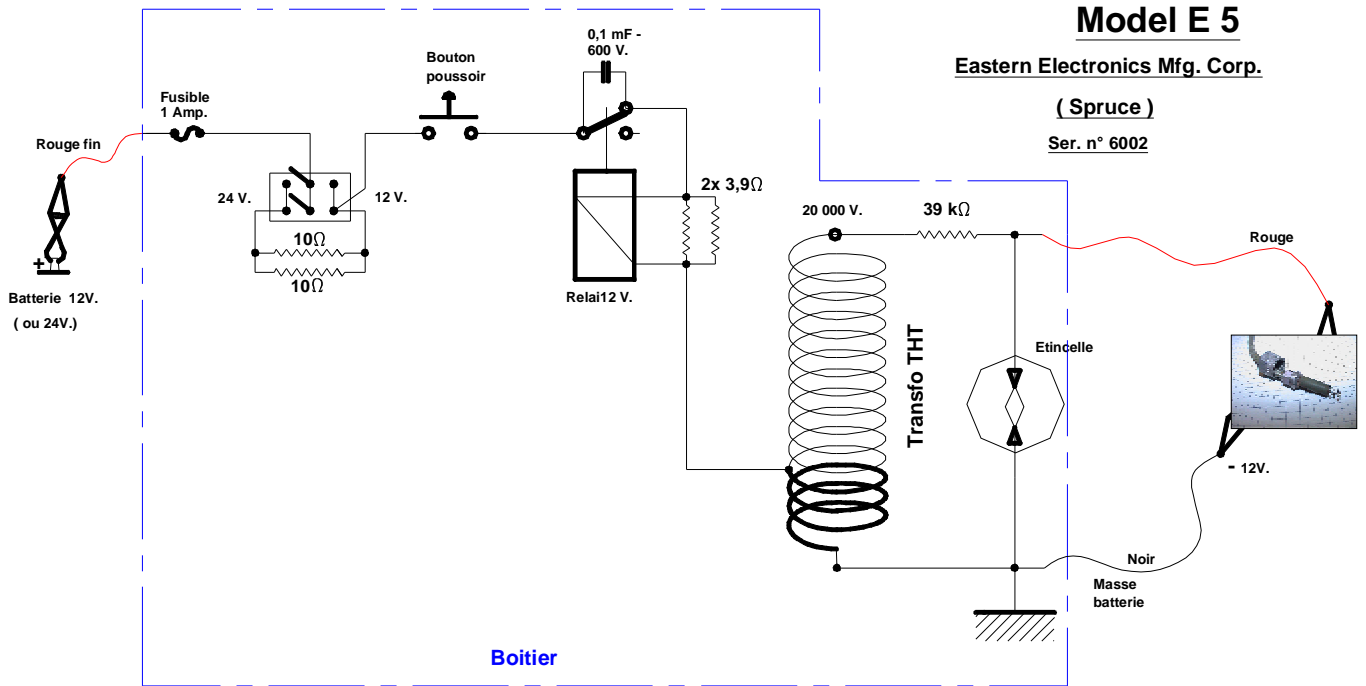 Model E 5
Eastern Electronics Mfg. Corp.
( Spruce )
Ser. n° 6002
0,1 mF -
600 V.
Bouton
poussoir
Fusible
1 Amp.
Rouge fin
24 V.
12 V.
2x 3,9Ω
10Ω
10Ω
+
Batterie 12V.
( ou 24V.)
Relai12 V.
20 000 V.
39 kΩ
Rouge
Transfo THT
Etincelle
- 12V.
Noir
Masse
batterie
Boitier